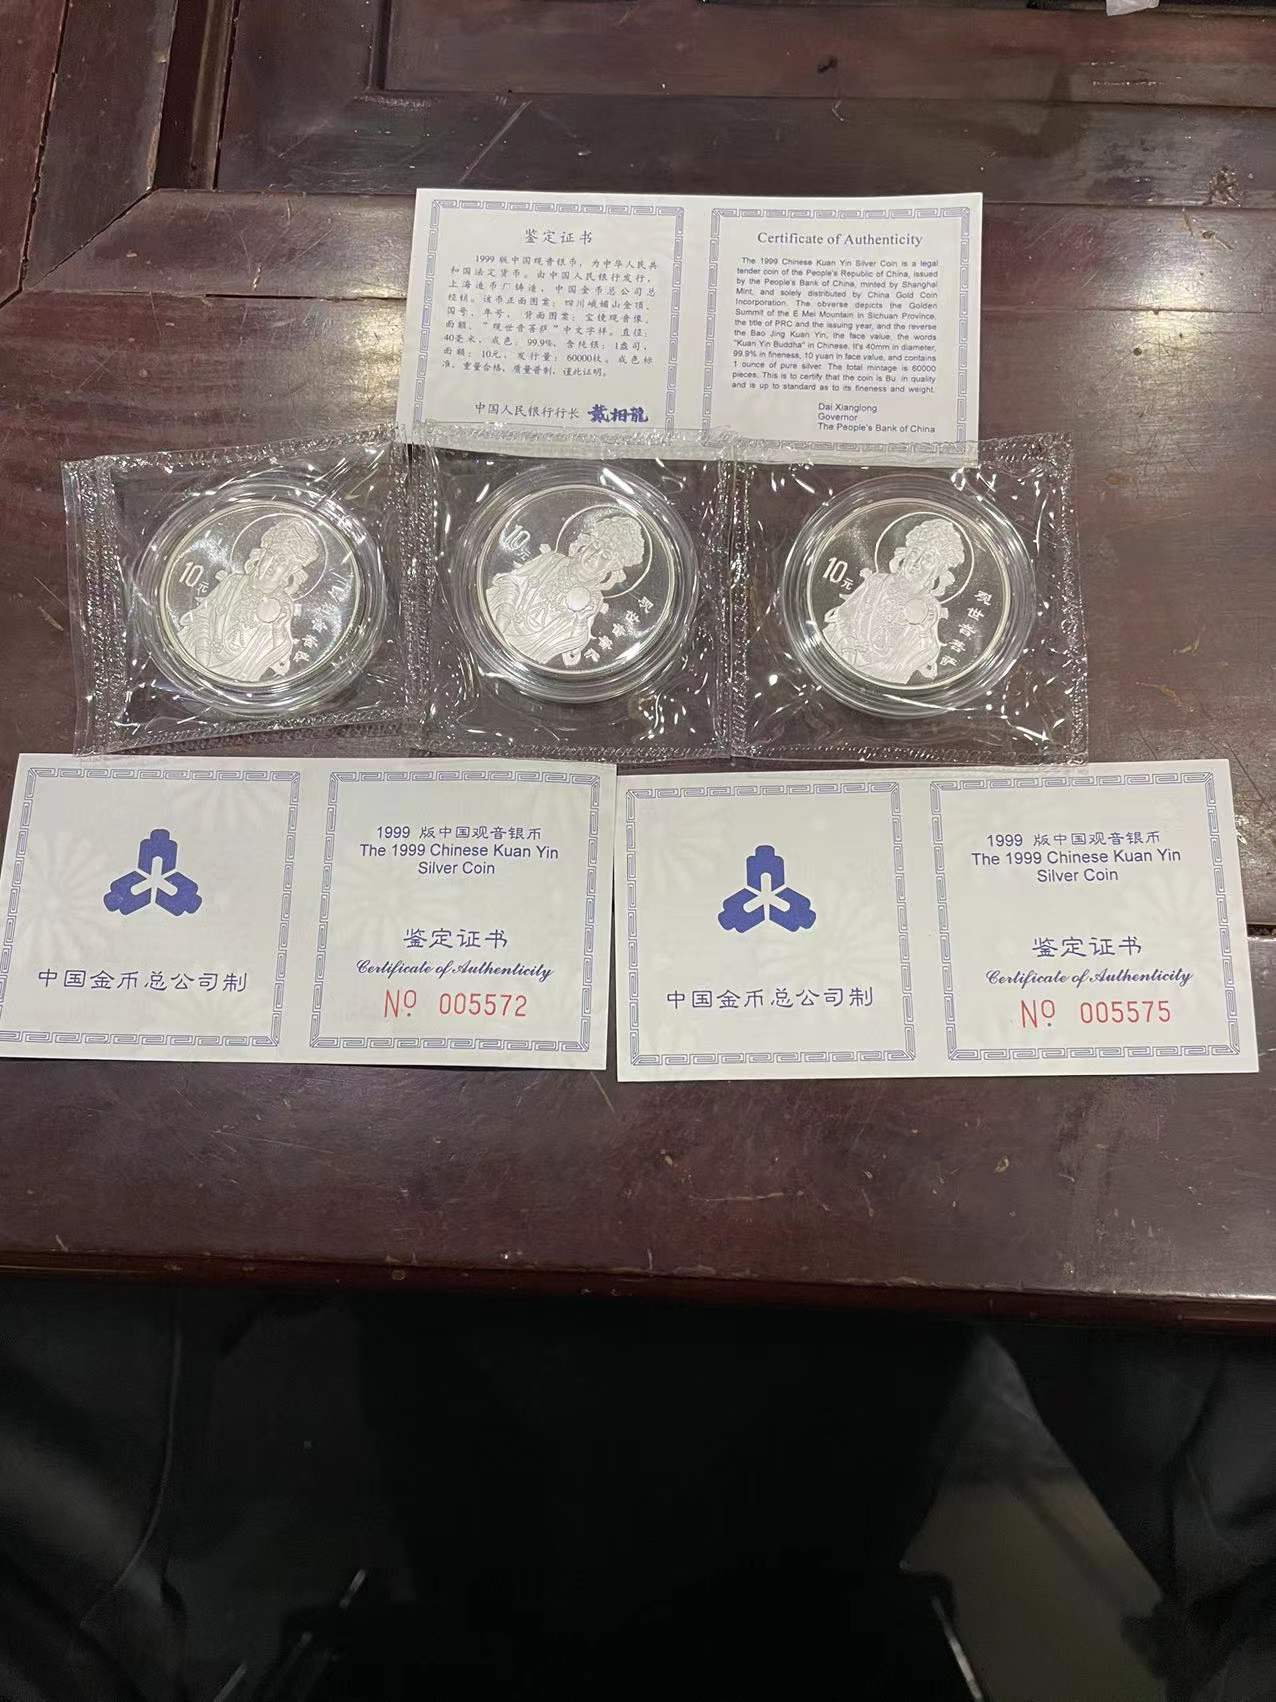 鉴定证书
1999 版中国观音银币，为中华人民共
和国法定货币。由中国人民银行发行，
上海造币厂铸造，中国金币总公司总
经销。该币正面图案：四川峨嵋山金顶、
国号、年号，背面图案：宝镜观音像、
面额、“观世音菩萨”中文字样。直径：
40毫米，成色：99.9%，含纯银：1盎司，
面额：10元，发行量：60000枚。成色标
准，重量合格，质量普制，谨此证明。
中国人民银行行长 戴相龍
Certificate of Authenticity
The 1999 Chinese Kuan Yin Silver Coin is a legal
tender coin of the People's Republic of China, issued
by the People's Bank of China, minted by Shanghai
Mint, and solely distributed by China Gold Coin
Incorporation. The obverse depicts the Golden
Summit of the E Mei Mountain in Sichuan Province,
the title of PRC and the issuing year, and the reverse
the Bao Jing Kuan Yin, the face value, the words
"Kuan Yin Buddha" in Chinese. It's 40mm in diameter,
99.9% in fineness, 10 yuan in face value, and contains
1 ounce of pure silver. The total mintage is 60000
pieces. This is to certify that the coin is Bu. in quality
and is up to standard as to its fineness and weight.
Dai Xianglong
Governor
The People's Bank of China
10元
音菩萨
10元
观世音菩萨
10元
观世音菩萨
中国金币总公司制
1999 版中国观音银币
The 1999 Chinese Kuan Yin
Silver Coin
鉴定证书
Certificate of Authenticity
Nº 005572
中国金币总公司制
1999 版中国观音银币
The 1999 Chinese Kuan Yin
Silver Coin
鉴定证书
Certificate of Authenticity
Nº 005575